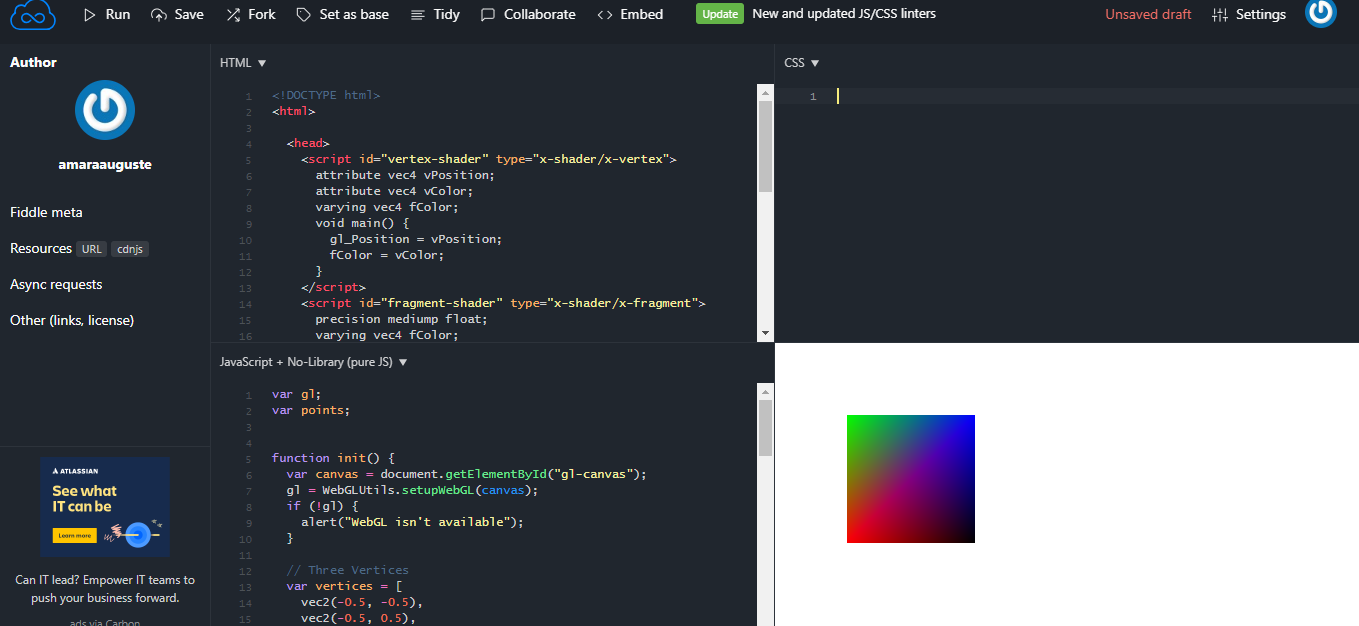 Run Save Fork Set as base Tidy Collaborate Embed Update New and updated JS/CSS linters Unsaved draft Settings
Author
amaraauguste
Fiddle meta
Resources URL cdnjs
Async requests
Other (links, license)
ATLASSIAN
See what
IT can be
Learn more
Can IT lead? Empower IT teams to
push your business forward.
ads via Carbon
HTML
1 <!DOCTYPE html>
2 <html>
3
4 <head>
5 <script id="vertex-shader" type="x-shader/x-vertex">
6 attribute vec4 vPosition;
7 attribute vec4 vColor;
8 varying vec4 fColor;
9 void main() {
10 gl_Position = vPosition;
11 fColor = vColor;
12 }
13 </script>
14 <script id="fragment-shader" type="x-shader/x-fragment">
15 precision mediump float;
16 varying vec4 fColor;
CSS
1
JavaScript + No-Library (pure JS)
1 var gl;
2 var points;
3
4
5 function init() {
6 var canvas = document.getElementById("gl-canvas");
7 gl = WebGLUtils.setupWebGL(canvas);
8 if (!gl) {
9 alert("WebGL isn't available");
10 }
11
12 // Three Vertices
13 var vertices = [
14 vec2(-0.5, -0.5),
15 vec2(-0.5, 0.5),